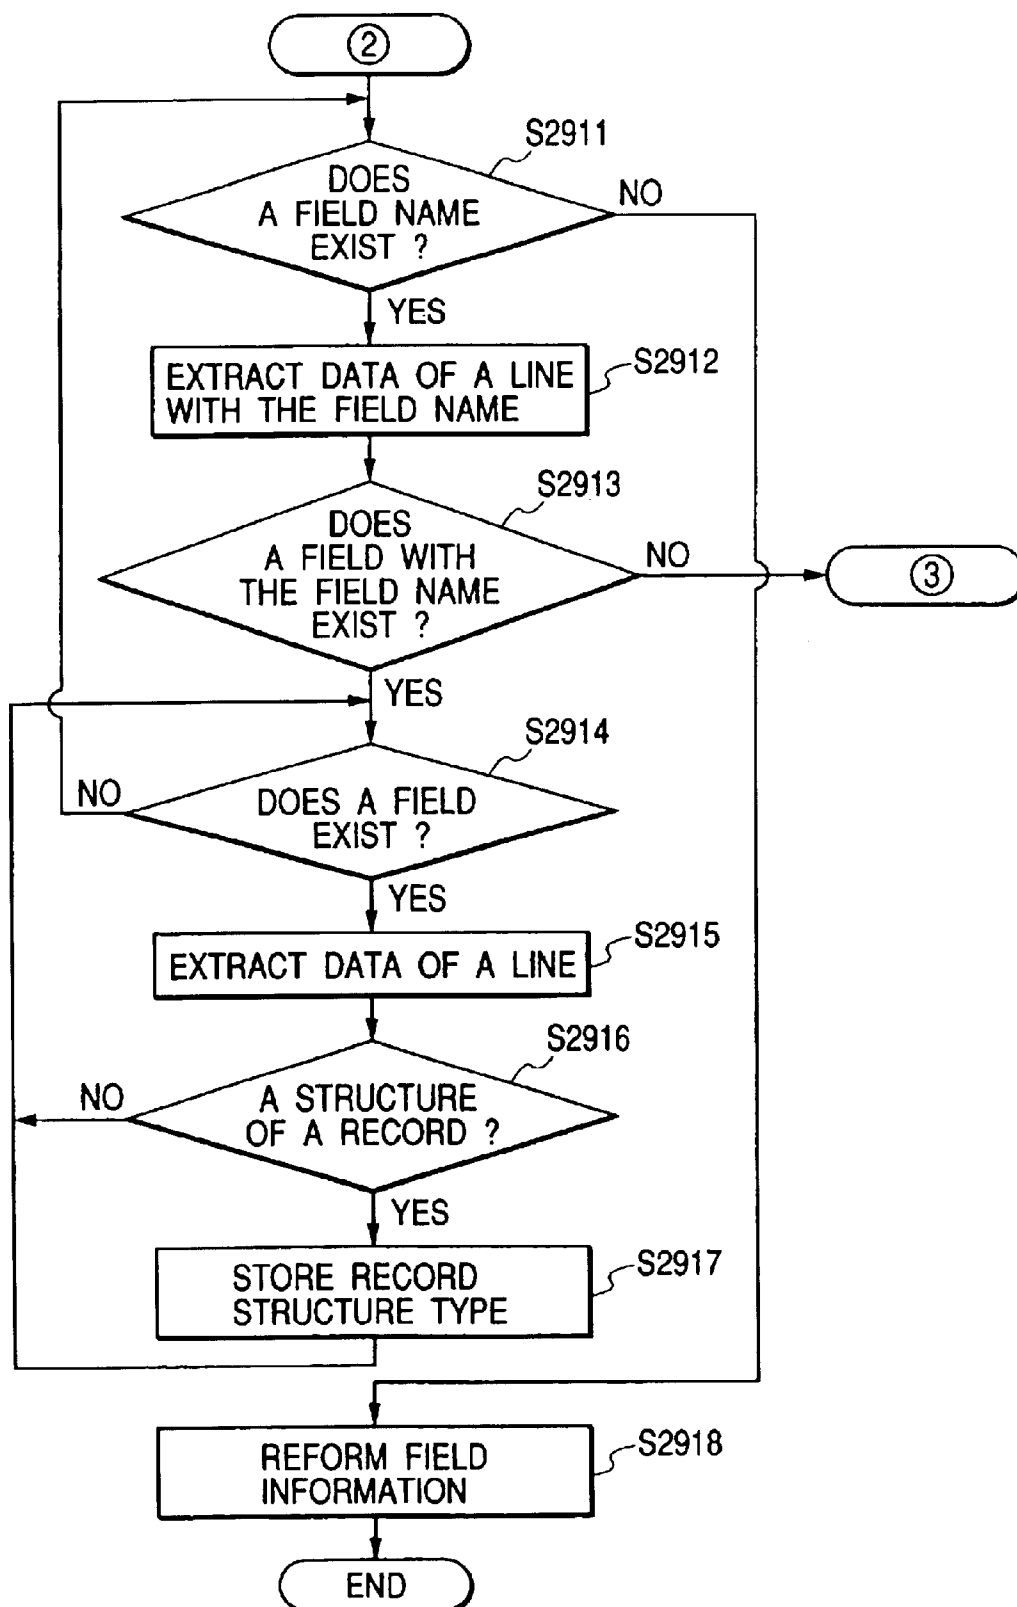 ②
S2911
DOES
A FIELD NAME
EXIST ?
NO
YES
EXTRACT DATA OF A LINE
WITH THE FIELD NAME
S2912
S2913
DOES
A FIELD WITH
THE FIELD NAME
EXIST ?
NO
③
YES
S2914
NO
DOES A FIELD
EXIST ?
YES
S2915
EXTRACT DATA OF A LINE
S2916
NO
A STRUCTURE
OF A RECORD ?
YES
S2917
STORE RECORD
STRUCTURE TYPE
S2918
REFORM FIELD
INFORMATION
END